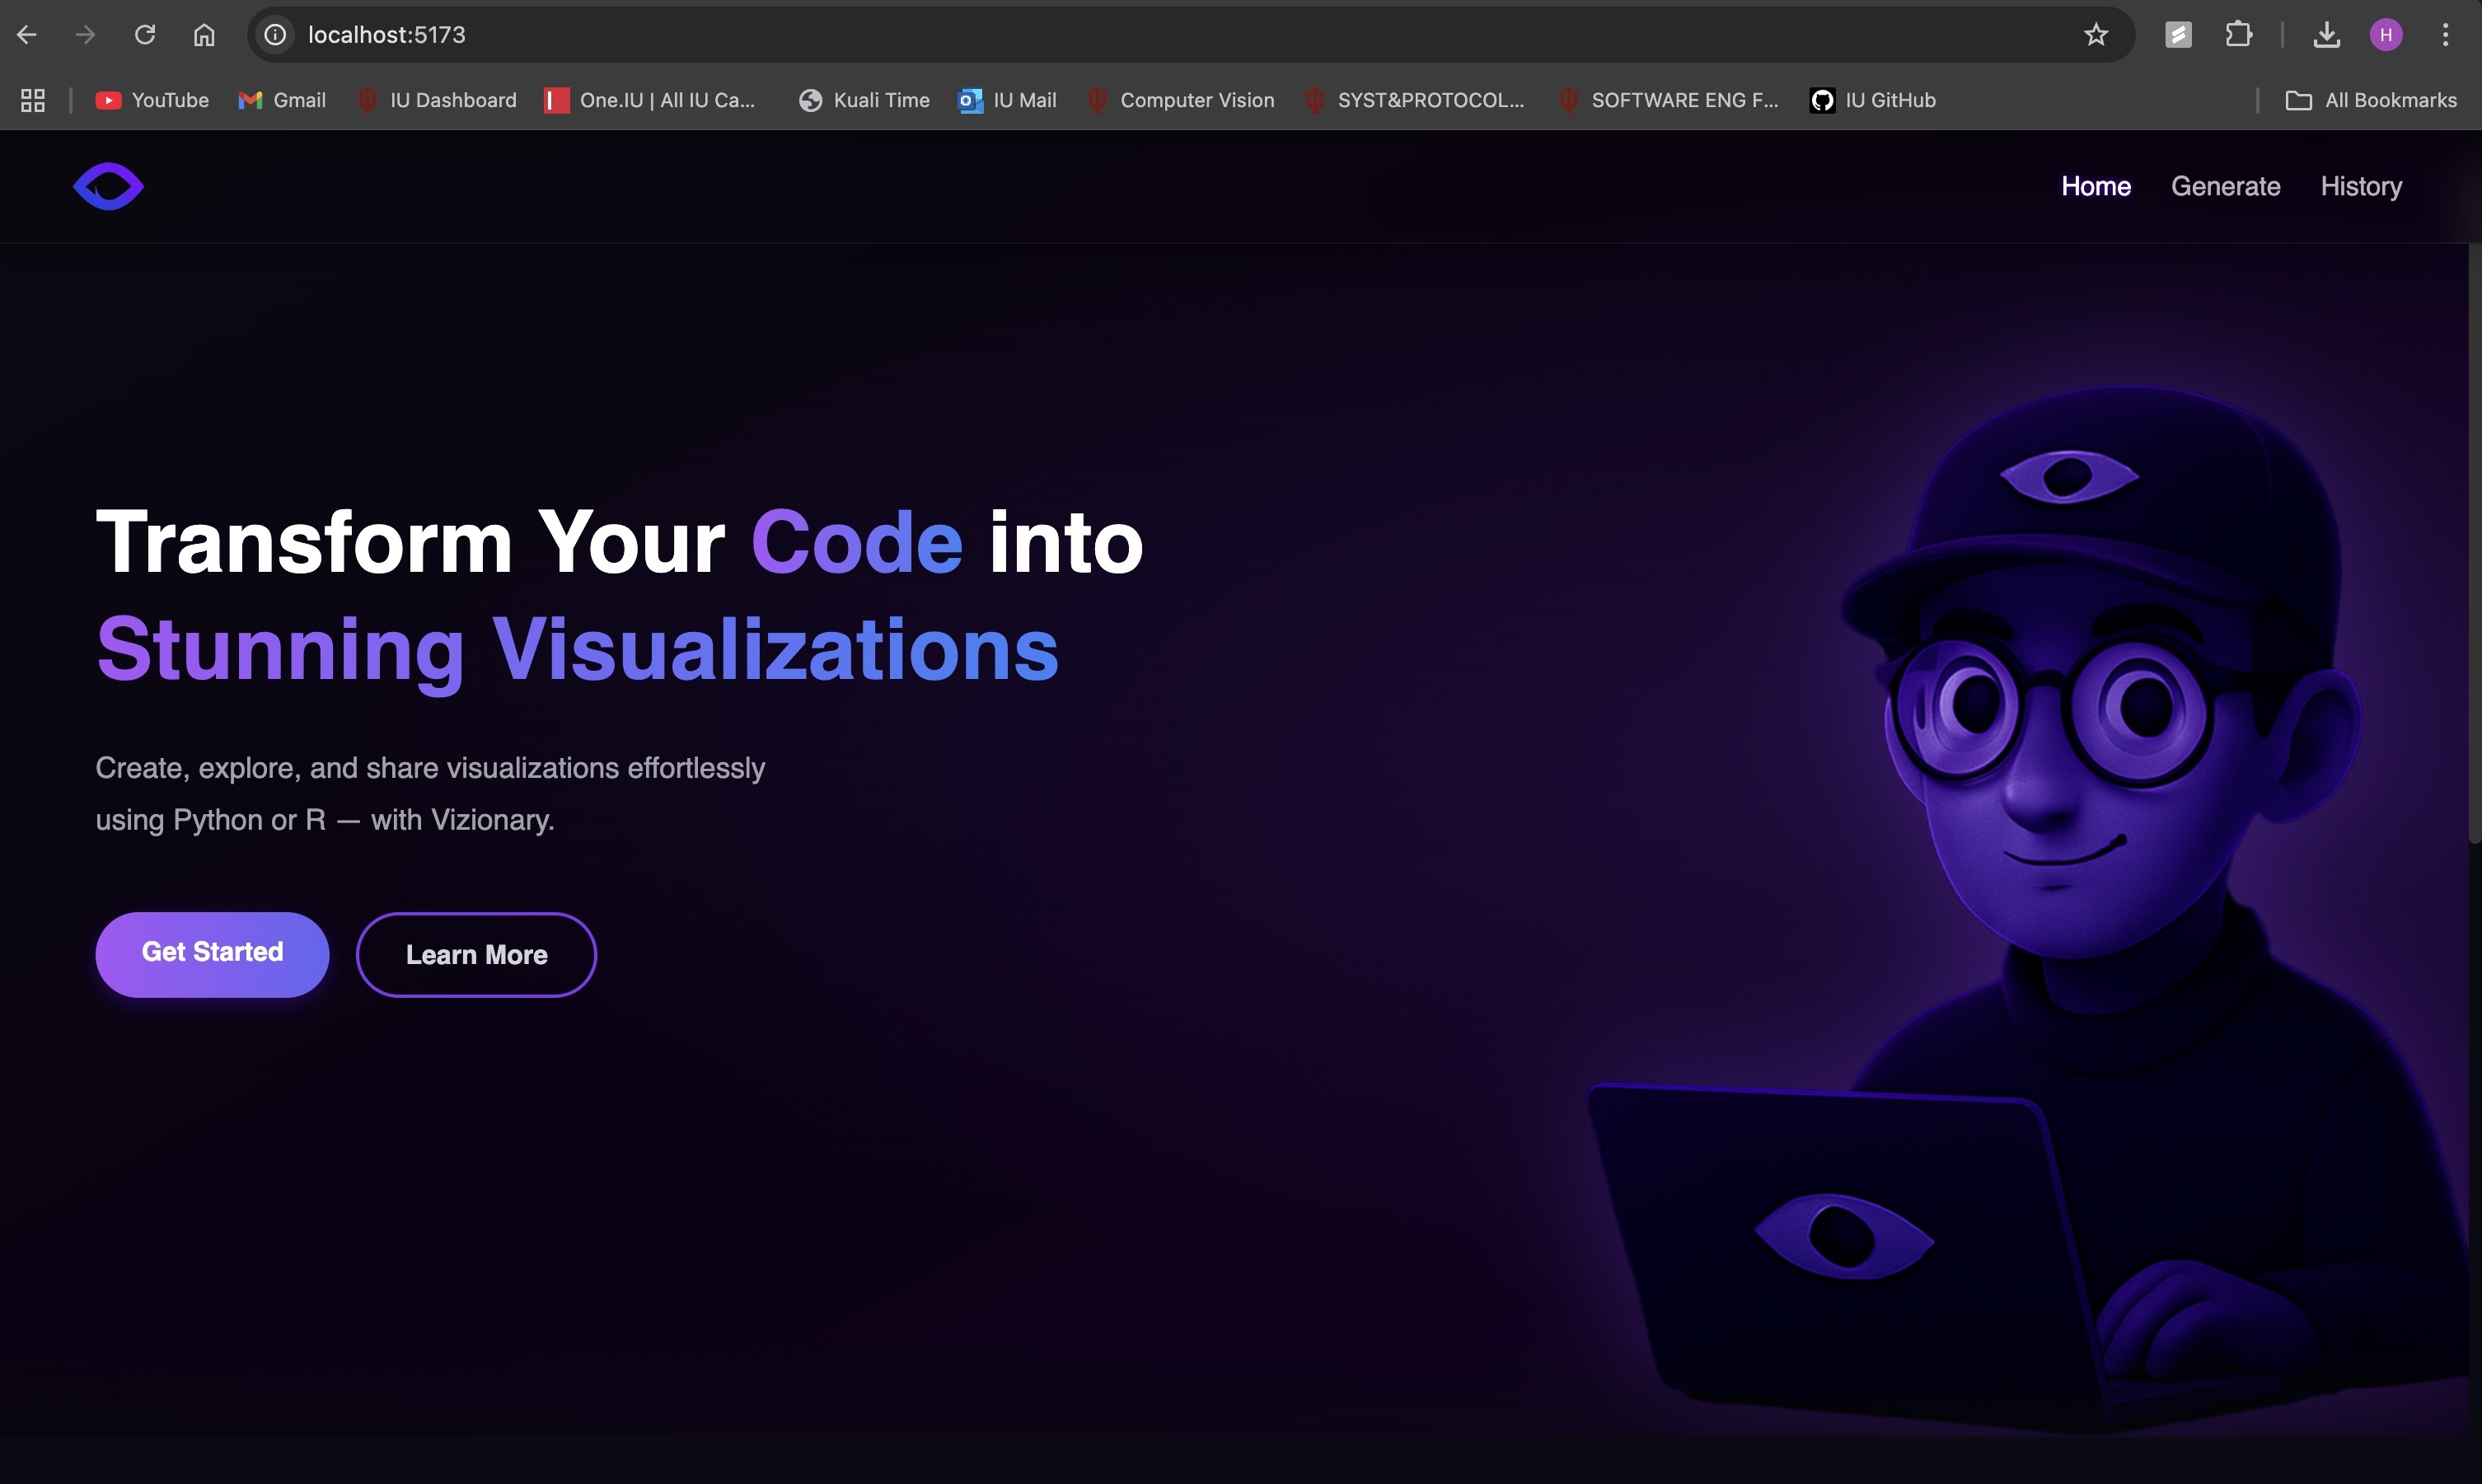 localhost:5173
H
YouTube
Gmail
IU Dashboard
One.IU | All IU Ca...
Kuali Time
IU Mail
Computer Vision
SYST&PROTOCOL...
SOFTWARE ENG F...
IU GitHub
All Bookmarks
Home
Generate
History
Transform Your Code into
Stunning Visualizations
Create, explore, and share visualizations effortlessly
using Python or R — with Vizionary.
Get Started
Learn More